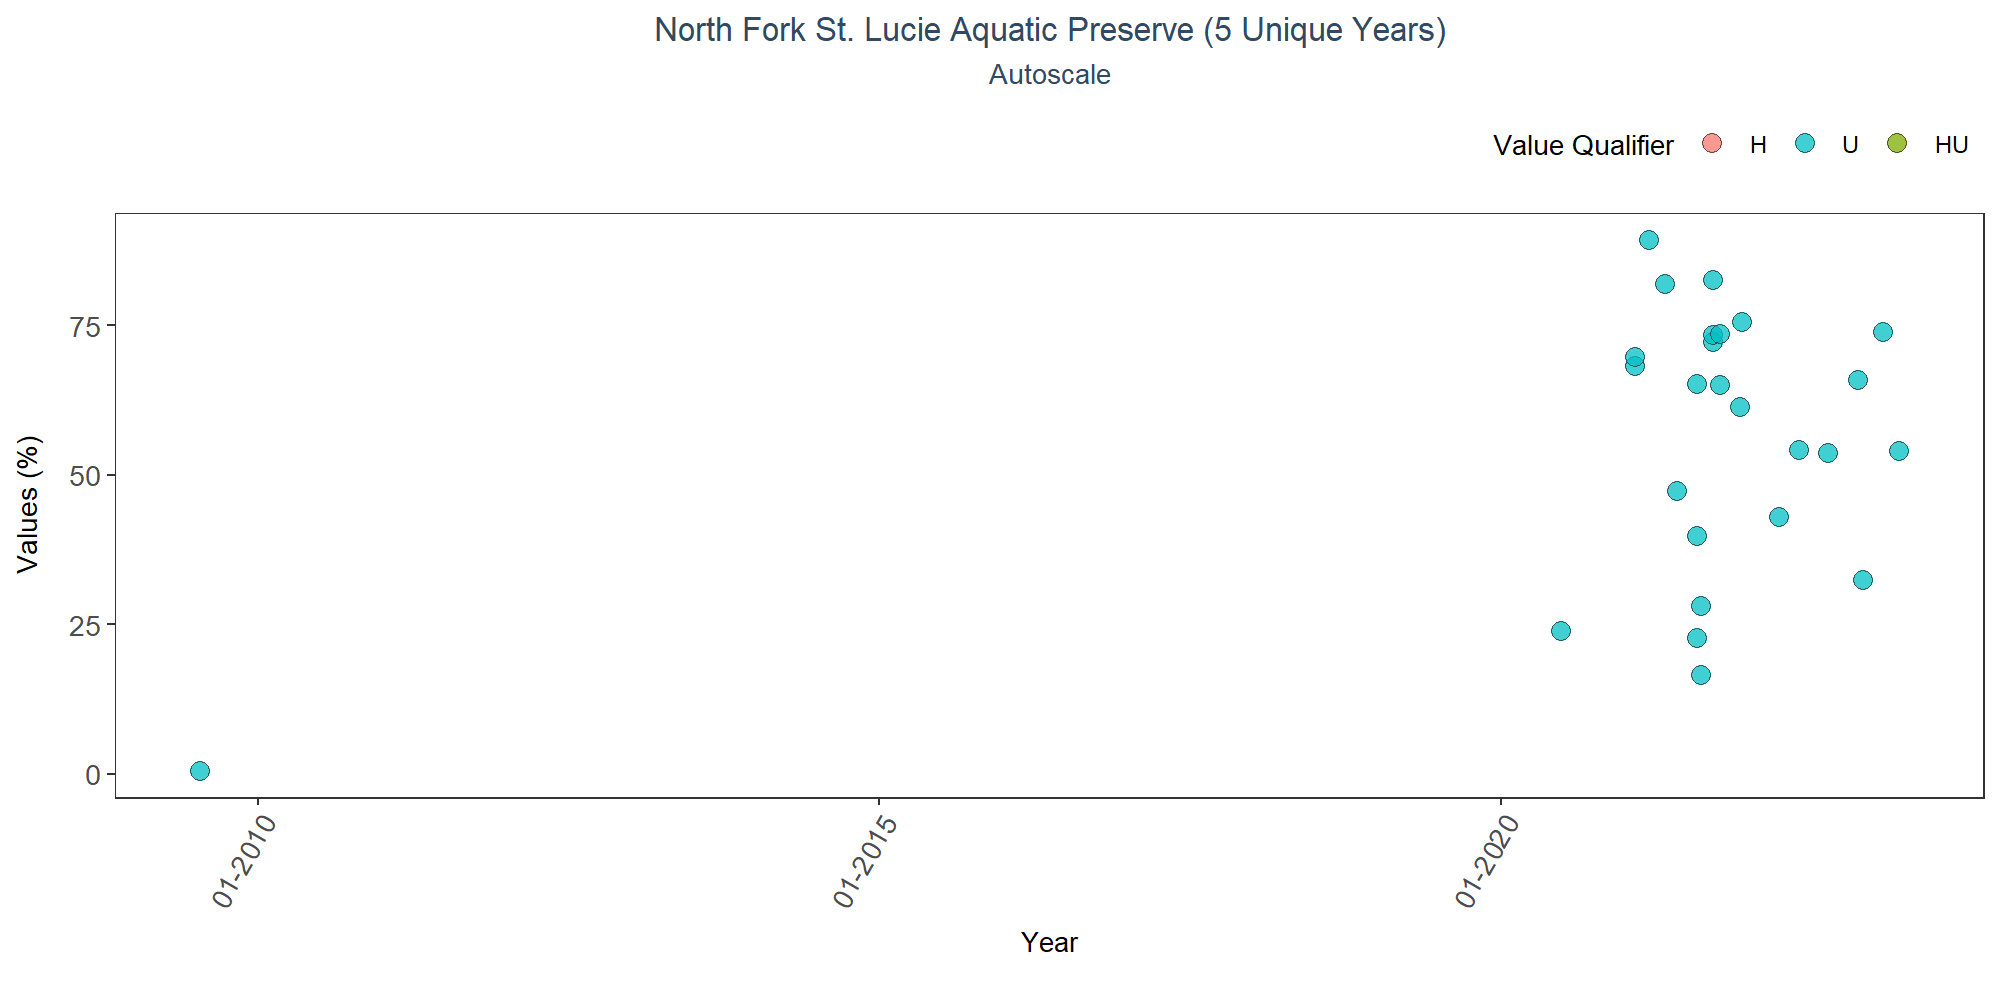 North Fork St. Lucie Aquatic Preserve (5 Unique Years)
Autoscale
Value Qualifier H U HU
Values (%)
75
50
25
0
01-2010 01-2015 01-2020
Year